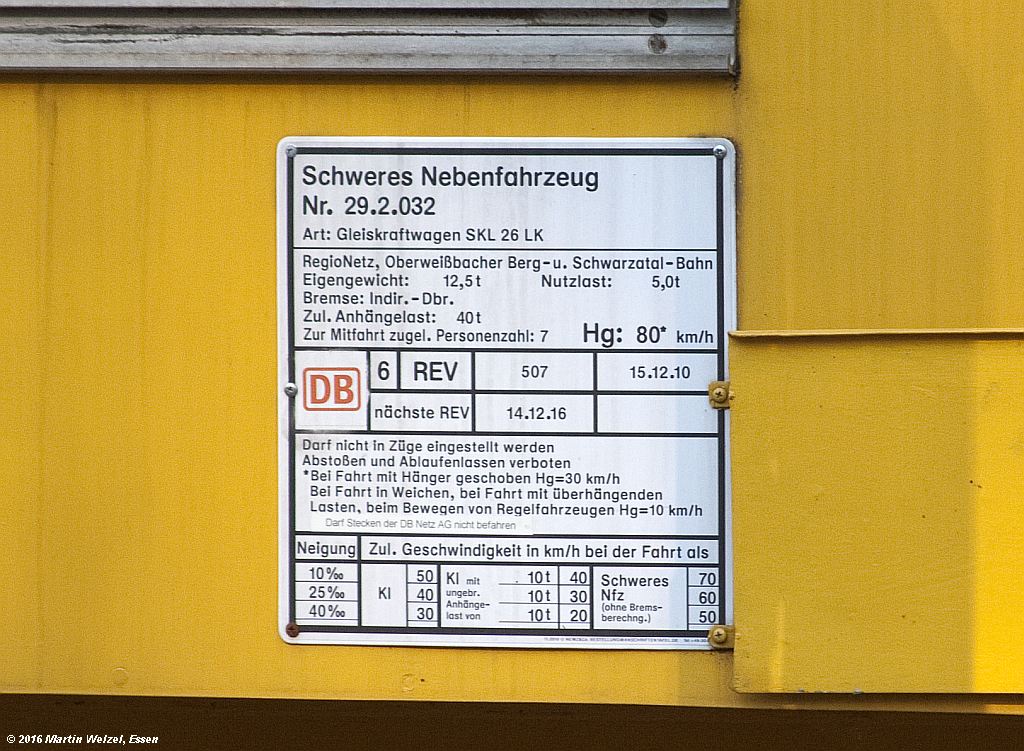 Schweres Nebenfahrzeug
Nr. 29.2.032
Art: Gleiskraftwagen SKL 26 LK
RegioNetz, Oberweißbacher Berg-u. Schwarzatal-Bahn
Eigengewicht: 12,5t Nutzlast: 5,0t
Bremse: Indir.-Dbr.
Zul. Anhängelast: 40t
Zur Mitfahrt zugel. Personenzahl: 7 Hg: 80* km/h
DB 6 REV 507 15.12.10
nächste REV 14.12.16
Darf nicht in Züge eingestellt werden
Abstoßen und Ablaufenlassen verboten
*Bei Fahrt mit Hänger geschoben Hg=30 km/h
Bei Fahrt in Weichen, bei Fahrt mit überhängenden
Lasten, beim Bewegen von Regelfahrzeugen Hg=10 km/h
Darf Stecken der DB Netz AG nicht befahren
Neigung Zul. Geschwindigkeit in km/h bei der Fahrt als
10‰ 50 10t 40 70
25‰ 40 10t 30 60
40‰ 30 10t 20 50
Kl
Kl mit
ungebr.
Anhänge-
last von
Schweres
Nfz
(ohne Brems-
berechng.)
© 2016 Martin Welzel, Essen